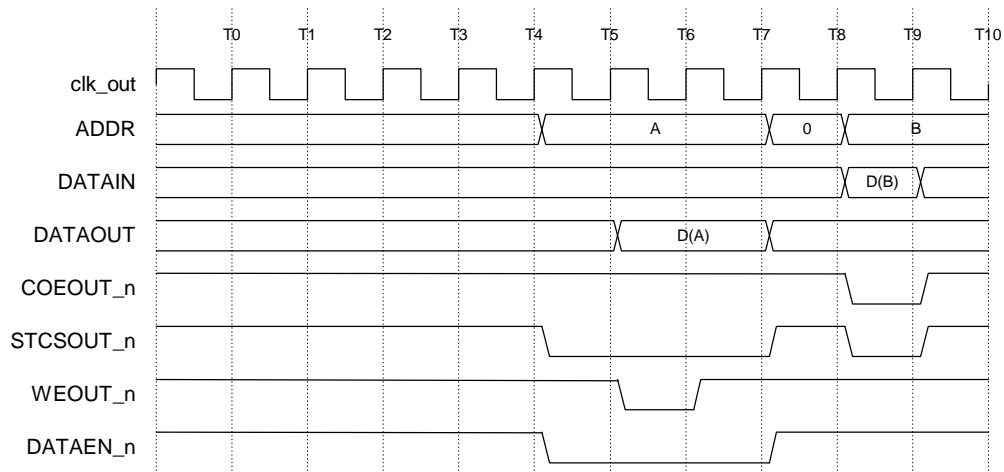 T0 T1 T2 T3 T4 T5 T6 T7 T8 T9 T10
clk_out
ADDR A 0 B
DATAIN D(B)
DATAOUT D(A)
COEOUT_n
STCSOUT_n
WEOUT_n
DATAEN_n